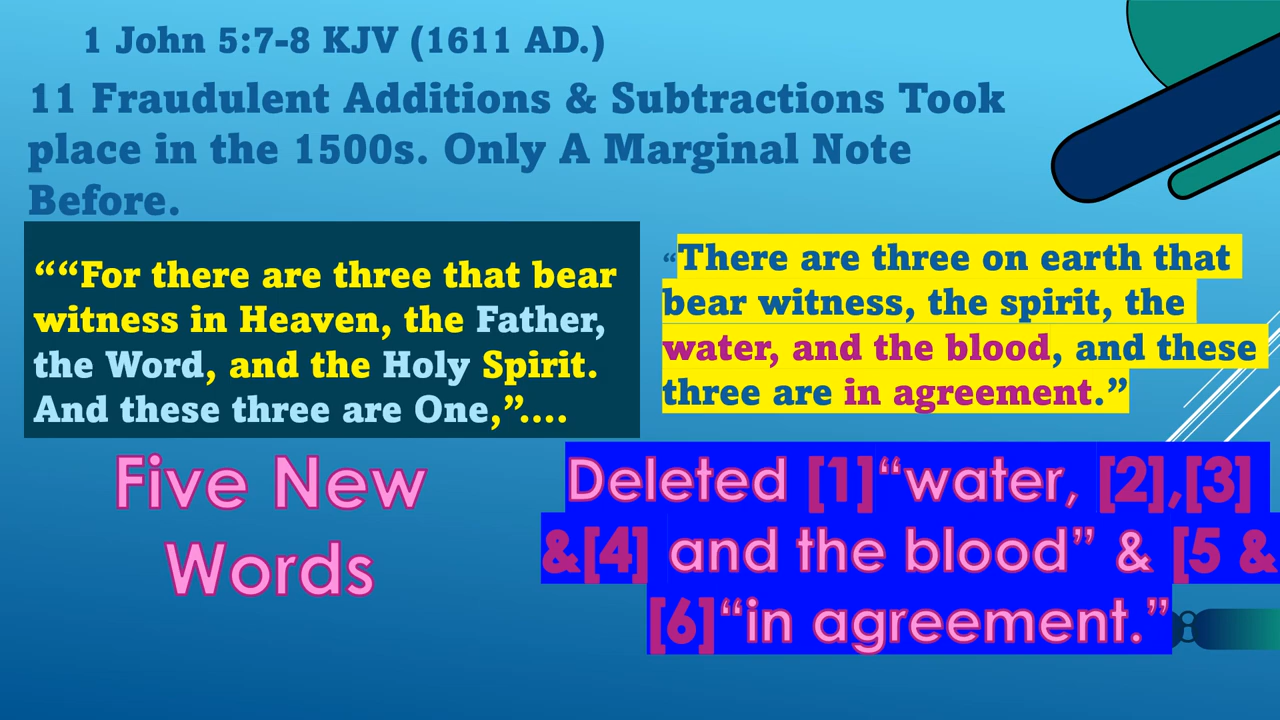 1 John 5:7-8 KJV (1611 AD.)
11 Fraudulent Additions & Subtractions Took
place in the 1500s. Only A Marginal Note
Before.
““For there are three that bear
witness in Heaven, the Father,
the Word, and the Holy Spirit.
And these three are One,”....
“There are three on earth that
bear witness, the spirit, the
water, and the blood, and these
three are in agreement.”
Five New
Words
Deleted [1]“water, [2],[3]
&[4] and the blood” & [5 &
[6]“in agreement.”